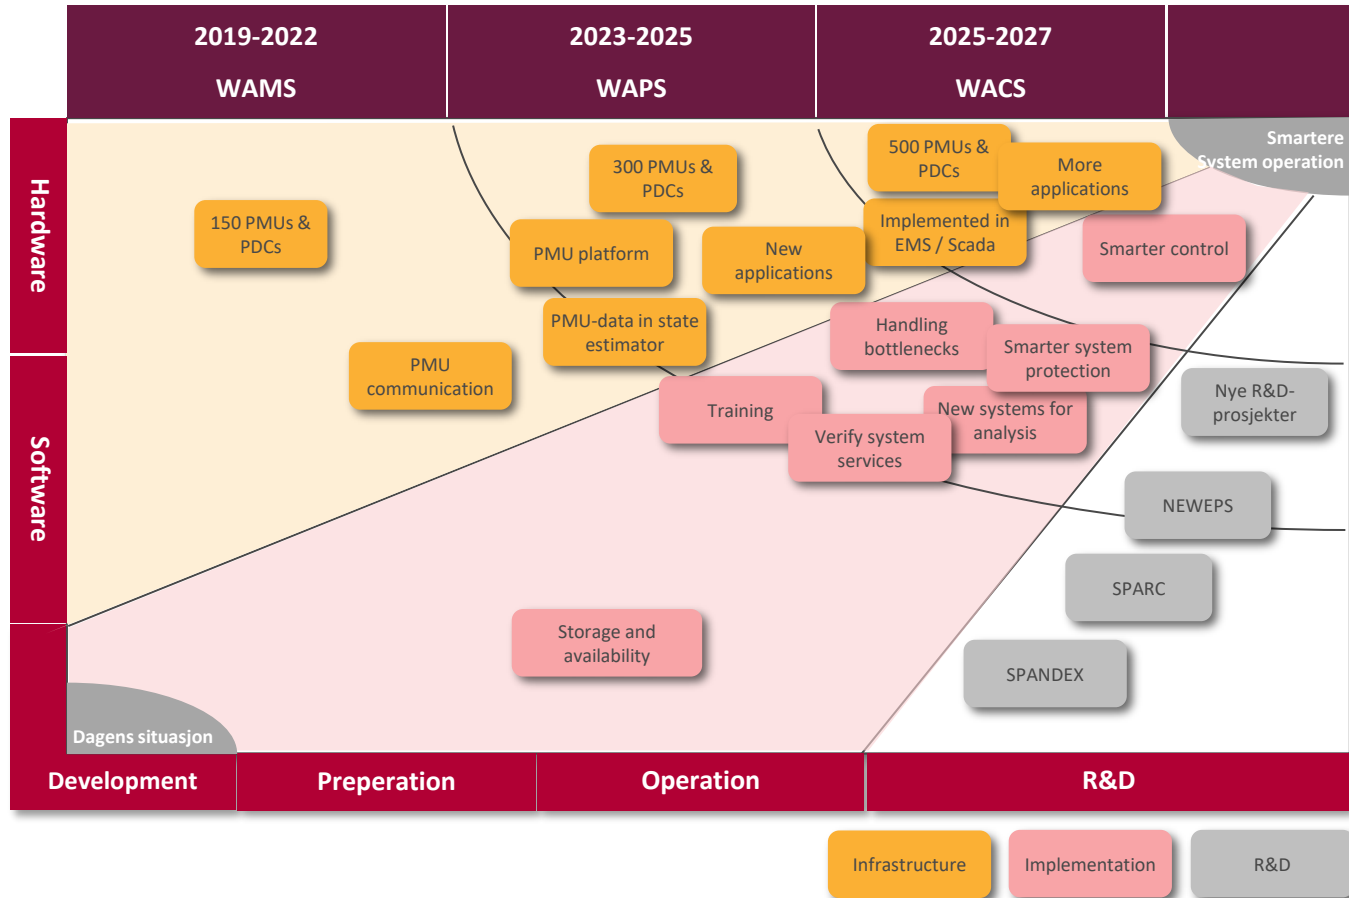 2019-2022
WAMS
2023-2025
WAPS
2025-2027
WACS
Smartere
System operation
Hardware
Software
150 PMUs &
PDCs
300 PMUs &
PDCs
500 PMUs &
PDCs
More
applications
PMU platform
New
applications
Implemented in
EMS / Scada
Smarter control
PMU-data in state
estimator
Handling
bottlenecks
Smarter system
protection
PMU
communication
Training
New systems for
analysis
Verify system
services
Nye R&D-
prosjekter
NEWEPS
SPARC
Storage and
availability
SPANDEX
Dagens situasjon
Development
Preperation
Operation
R&D
Infrastructure
Implementation
R&D